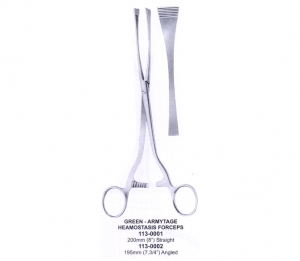 GREEN - ARMYTAGE
HEAMOSTASIS FORCEPS
113-0001
200mm (8") Straight
113-0002
195mm (7.3/4") Angled